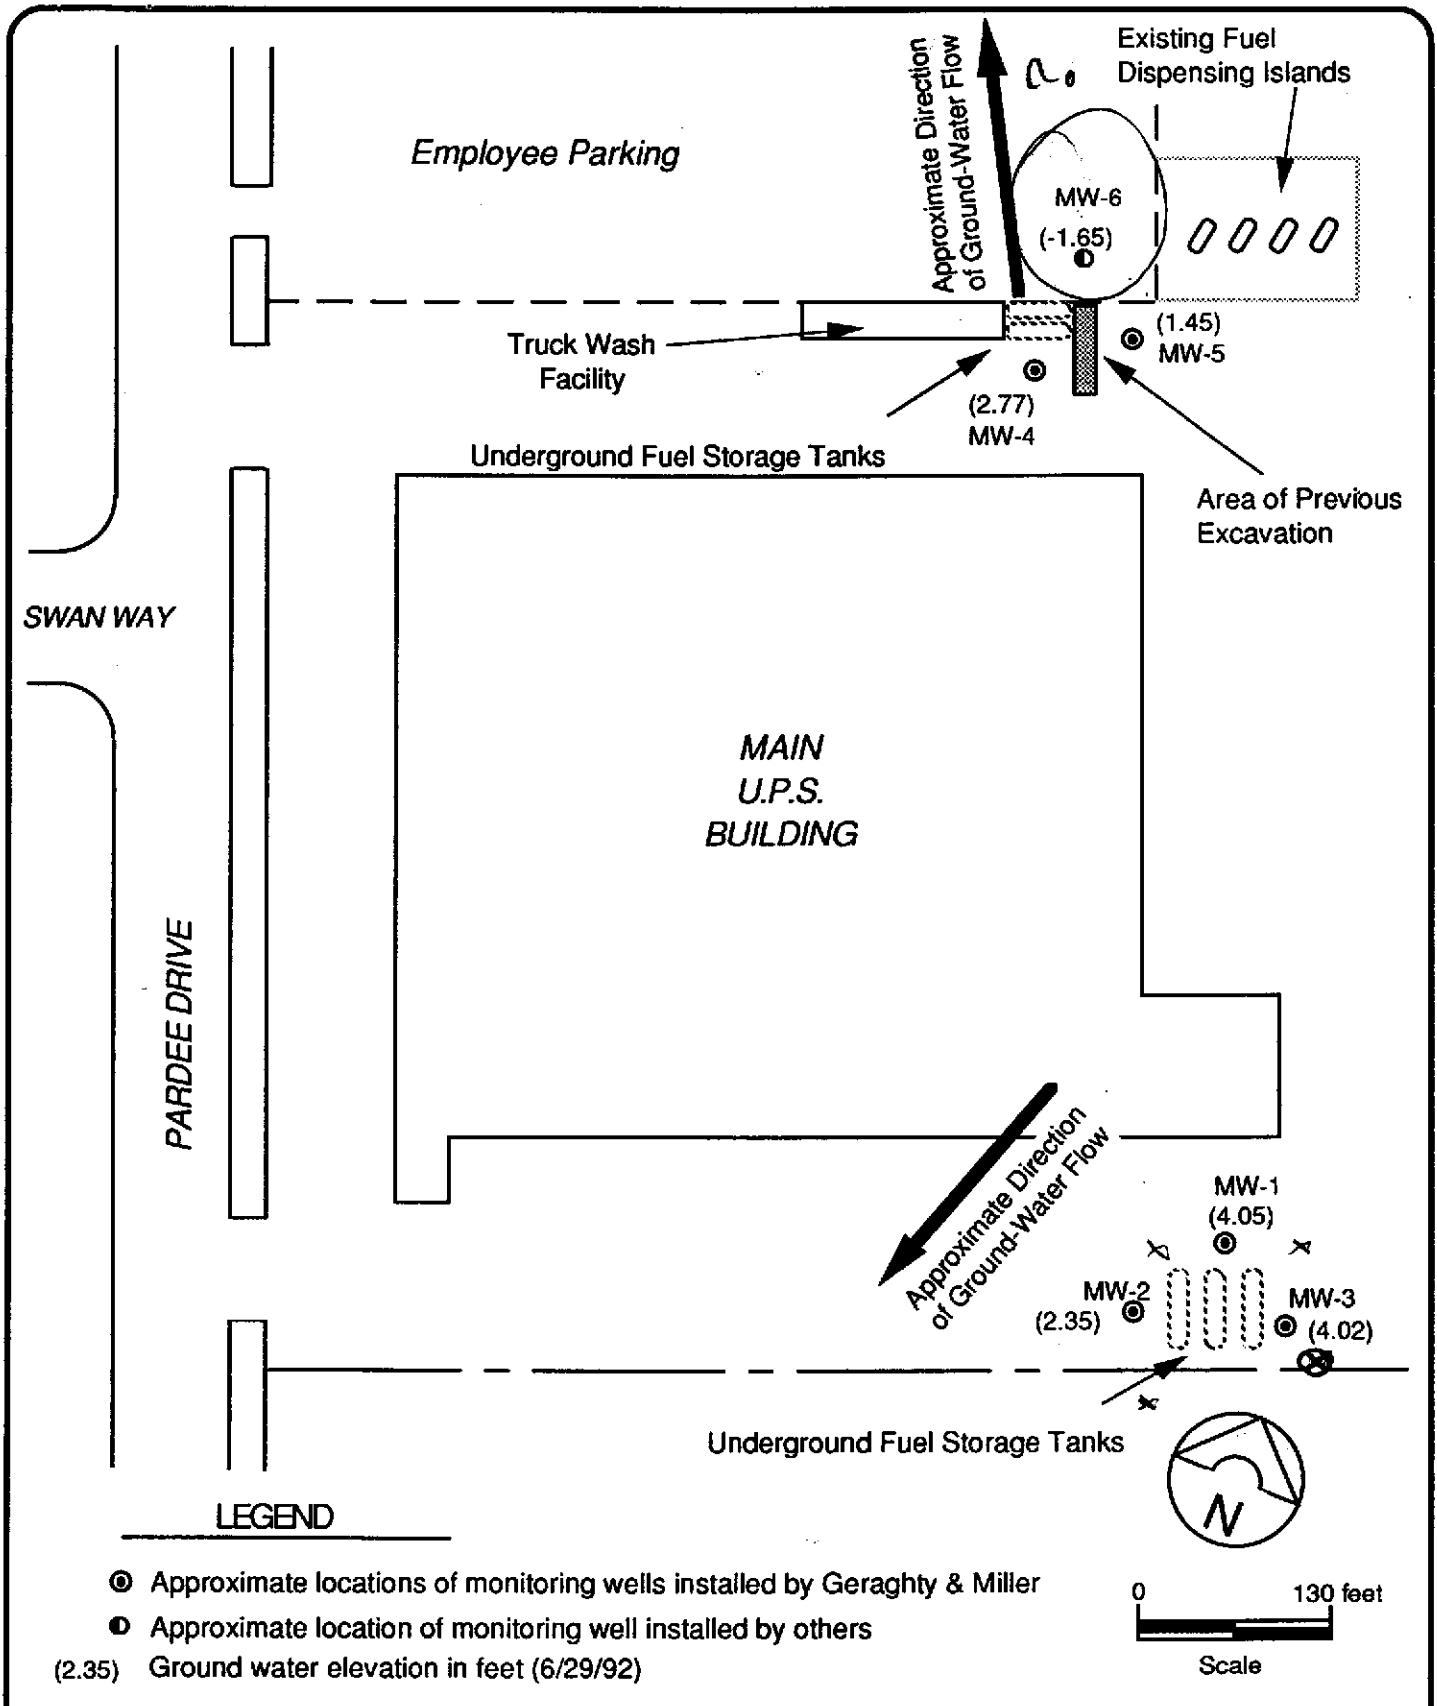 Existing Fuel
Dispensing Islands
Approximate Direction
of Ground-Water Flow
Employee Parking
MW-6
(-1.65)
Truck Wash
Facility
(1.45)
MW-5
(2.77)
MW-4
Underground Fuel Storage Tanks
Area of Previous
Excavation
SWAN WAY
MAIN
U.P.S.
BUILDING
PARDEE DRIVE
Approximate Direction
of Ground-Water Flow
MW-1
(4.05)
MW-2
(2.35)
MW-3
(4.02)
Underground Fuel Storage Tanks
N
LEGEND
Approximate locations of monitoring wells installed by Geraghty & Miller
Approximate location of monitoring well installed by others
(2.35) Ground water elevation in feet (6/29/92)
0 130 feet
Scale